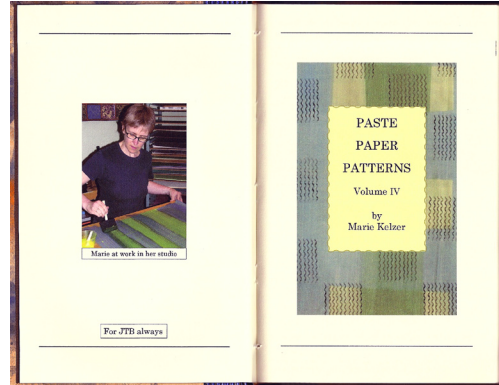 Marie at work in her studio
For JTB always
PASTE
PAPER
PATTERNS
Volume IV
by
Marie Kelzer